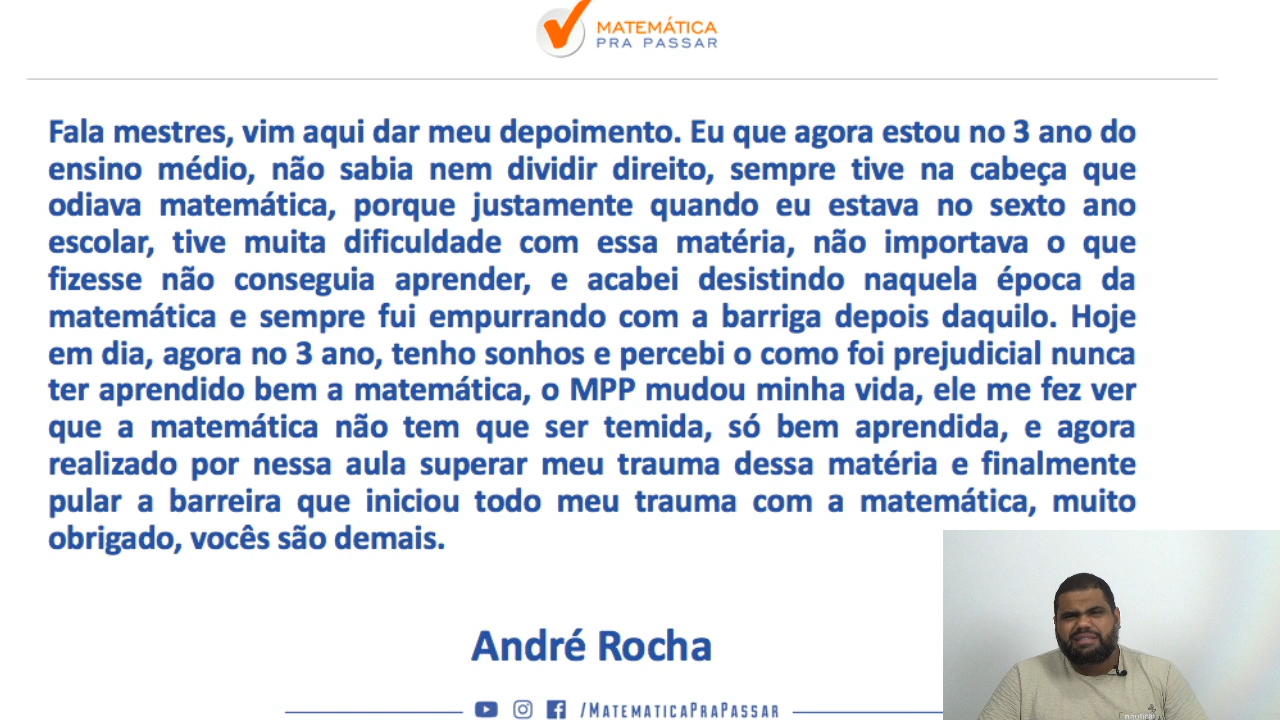 MATEMÁTICA
PRA PASSAR
Fala mestres, vim aqui dar meu depoimento. Eu que agora estou no 3 ano do
ensino médio, não sabia nem dividir direito, sempre tive na cabeça que
odiava matemática, porque justamente quando eu estava no sexto ano
escolar, tive muita dificuldade com essa matéria, não importava o que
fizesse não conseguia aprender, e acabei desistindo naquela época da
matemática e sempre fui empurrando com a barriga depois daquilo. Hoje
em dia, agora no 3 ano, tenho sonhos e percebi o como foi prejudicial nunca
ter aprendido bem a matemática, o MPP mudou minha vida, ele me fez ver
que a matemática não tem que ser temida, só bem aprendida, e agora
realizado por nessa aula superar meu trauma dessa matéria e finalmente
pular a barreira que iniciou todo meu trauma com a matemática, muito
obrigado, vocês são demais.
André Rocha
/MATEMATICAPRAPASSAR
nautical